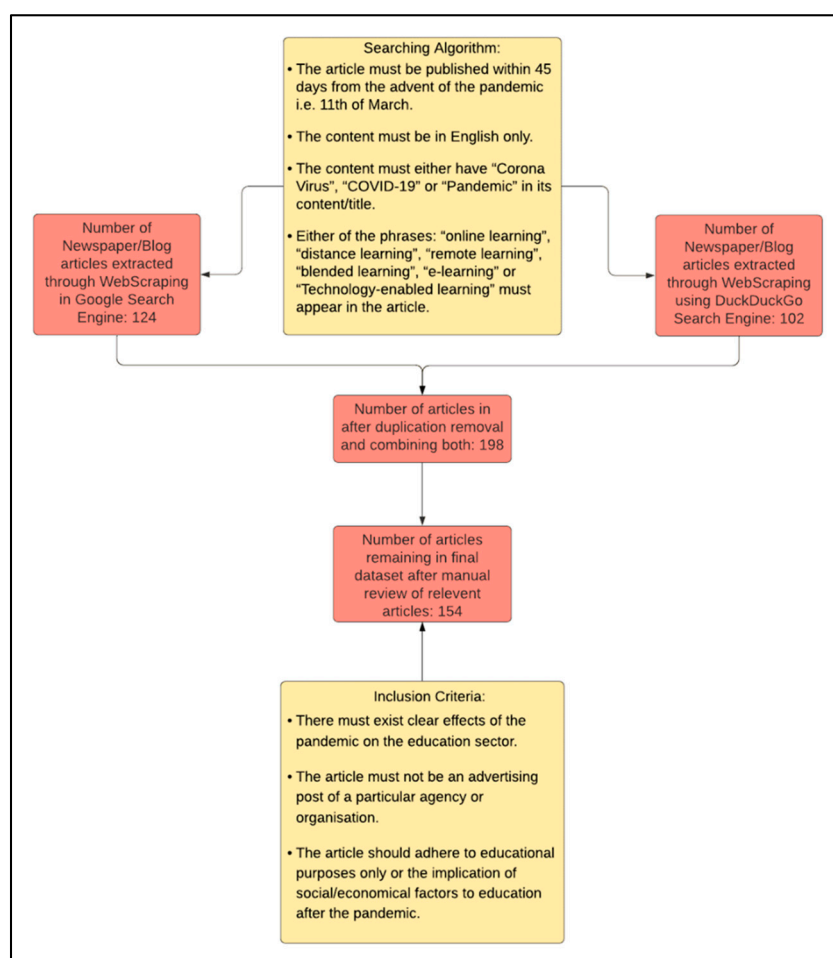 Searching Algorithm:
• The article must be published within 45
days from the advent of the pandemic
i.e. 11th of March.
• The content must be in English only.
• The content must either have “Corona
Virus”, “COVID-19” or “Pandemic” in its
content/title.
• Either of the phrases: “online learning”,
“distance learning”, “remote learning”,
“blended learning”, “e-learning” or
“Technology-enabled learning” must
appear in the article.
Number of
Newspaper/Blog
articles extracted
through WebScraping
in Google Search
Engine: 124
Number of
Newspaper/Blog
articles extracted
through WebScraping
using DuckDuckGo
Search Engine: 102
Number of articles in
after duplication removal
and combining both: 198
Number of articles
remaining in final
dataset after manual
review of relevent
articles: 154
Inclusion Criteria:
• There must exist clear effects of the
pandemic on the education sector.
• The article must not be an advertising
post of a particular agency or
organisation.
• The article should adhere to educational
purposes only or the implication of
social/economical factors to education
after the pandemic.